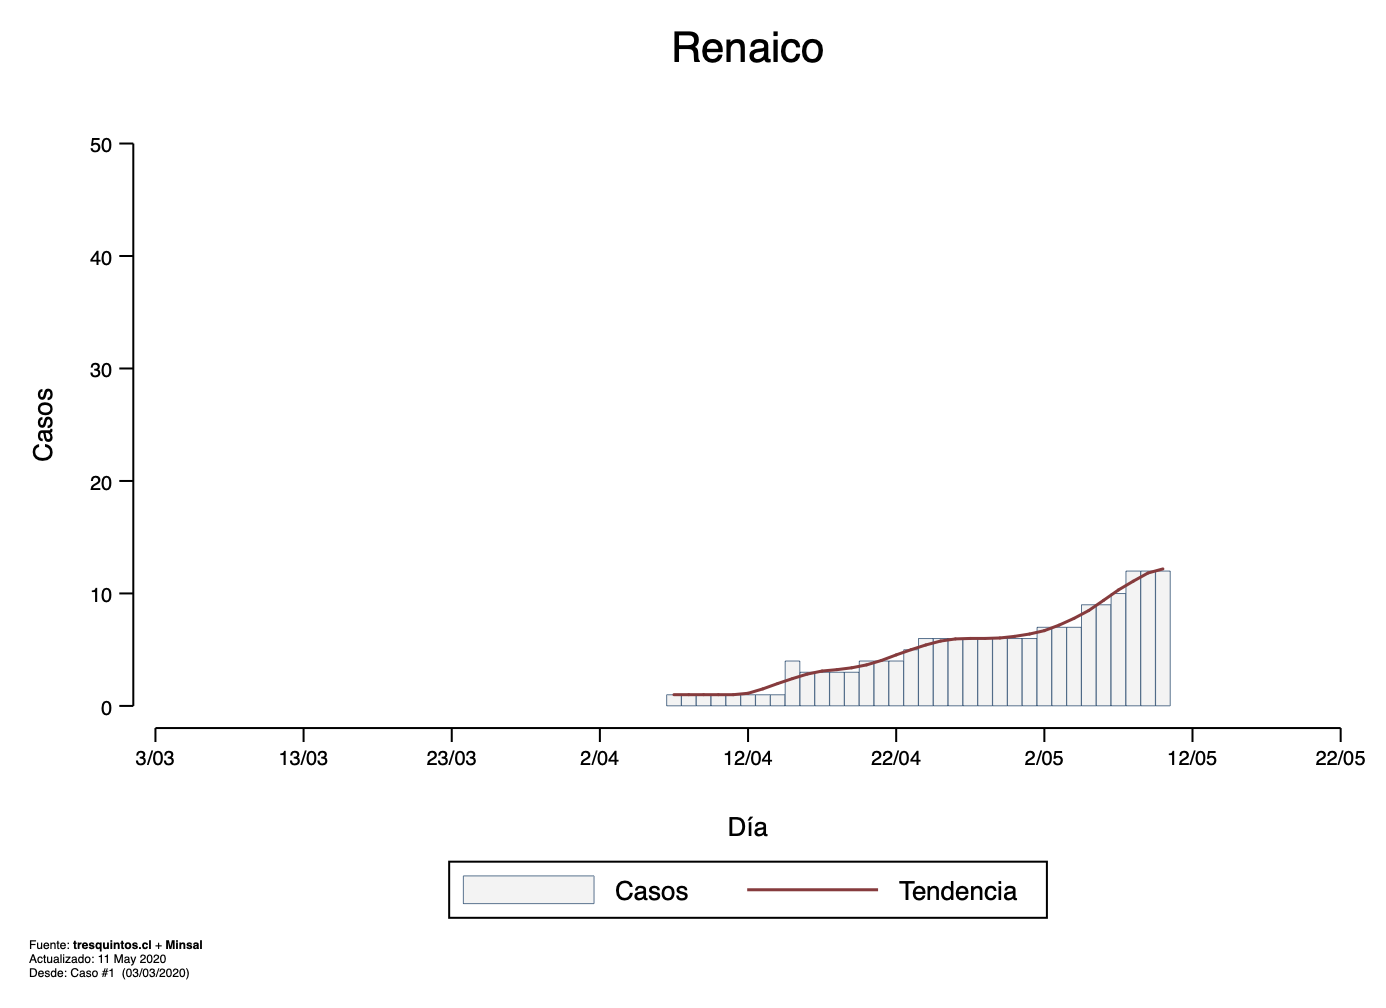 Renaico
50
40
30
20
10
0
Casos
3/03 13/03 23/03 2/04 12/04 22/04 2/05 12/05 22/05
Día
Casos Tendencia
Fuente: tresquintos.cl + Minsal
Actualizado: 11 May 2020
Desde: Caso #1 (03/03/2020)